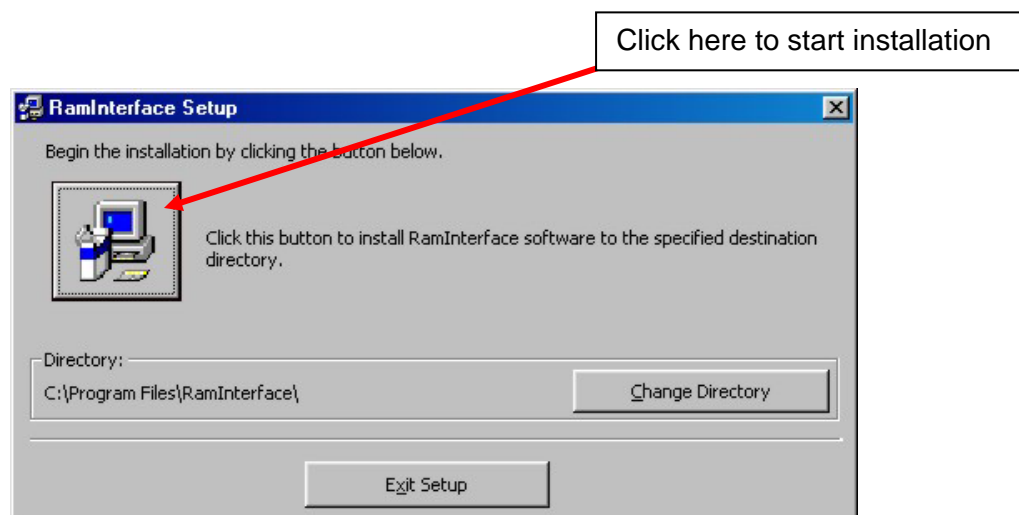 Click here to start installation
RamInterface Setup
Begin the installation by clicking the button below.
Click this button to install RamInterface software to the specified destination
directory.
Directory:
C:\Program Files\RamInterface\
Change Directory
Exit Setup